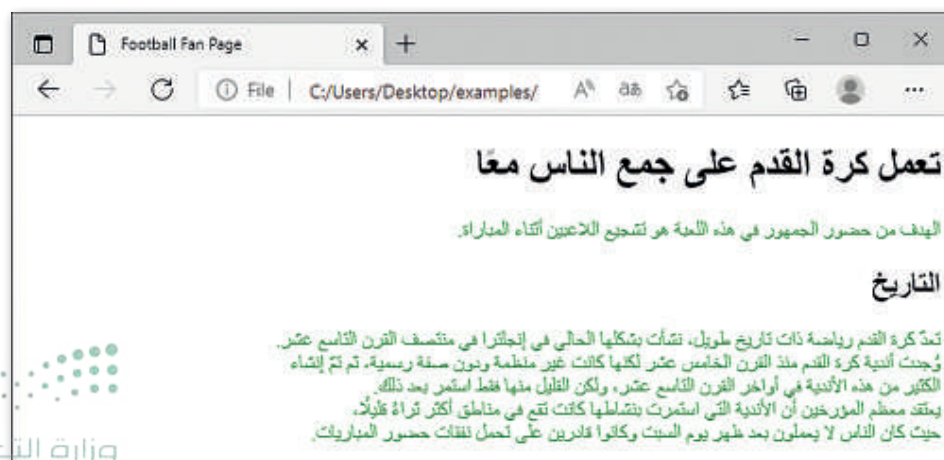 Football Fan Page
File | C:/Users/Desktop/examples/
تعمل كرة القدم على جمع الناس معًا
الهدف من حضور الجمهور في هذه اللعبة هو تشجيع اللاعبين أثناء المباراة.
التاريخ
تعدّ كرة القدم رياضة ذات تاريخ طويل، نشأت بشكلها الحالي في إنجلترا في منتصف القرن التاسع عشر.
وُجدت أندية كرة القدم منذ القرن الخامس عشر لكنها كانت غير منظمة ودون صفة رسمية، ثم تمّ إنشاء
الكثير من هذه الأندية في أواخر القرن التاسع عشر، ولكن القليل منها فقط استمر بعد ذلك.
يعتقد معظم المؤرخين أن الأندية التي استمرت بنشاطها كانت تقع في مناطق أكثر ثراءً قليلًا،
حيث كان الناس لا يعملون بعد ظهر يوم السبت وكانوا قادرين على تحمل نفقات حضور المباريات.
وزارة